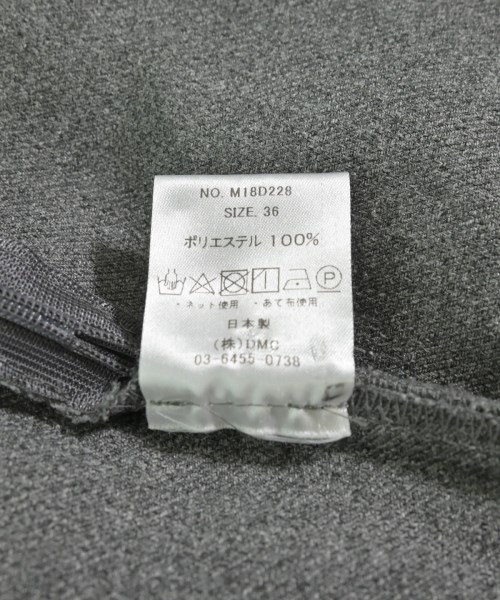 NO. M18D228
SIZE. 36
ポリエステル 100%
・ネット使用 ・あて布使用
日本製
(株)DMC
03-6455-0738